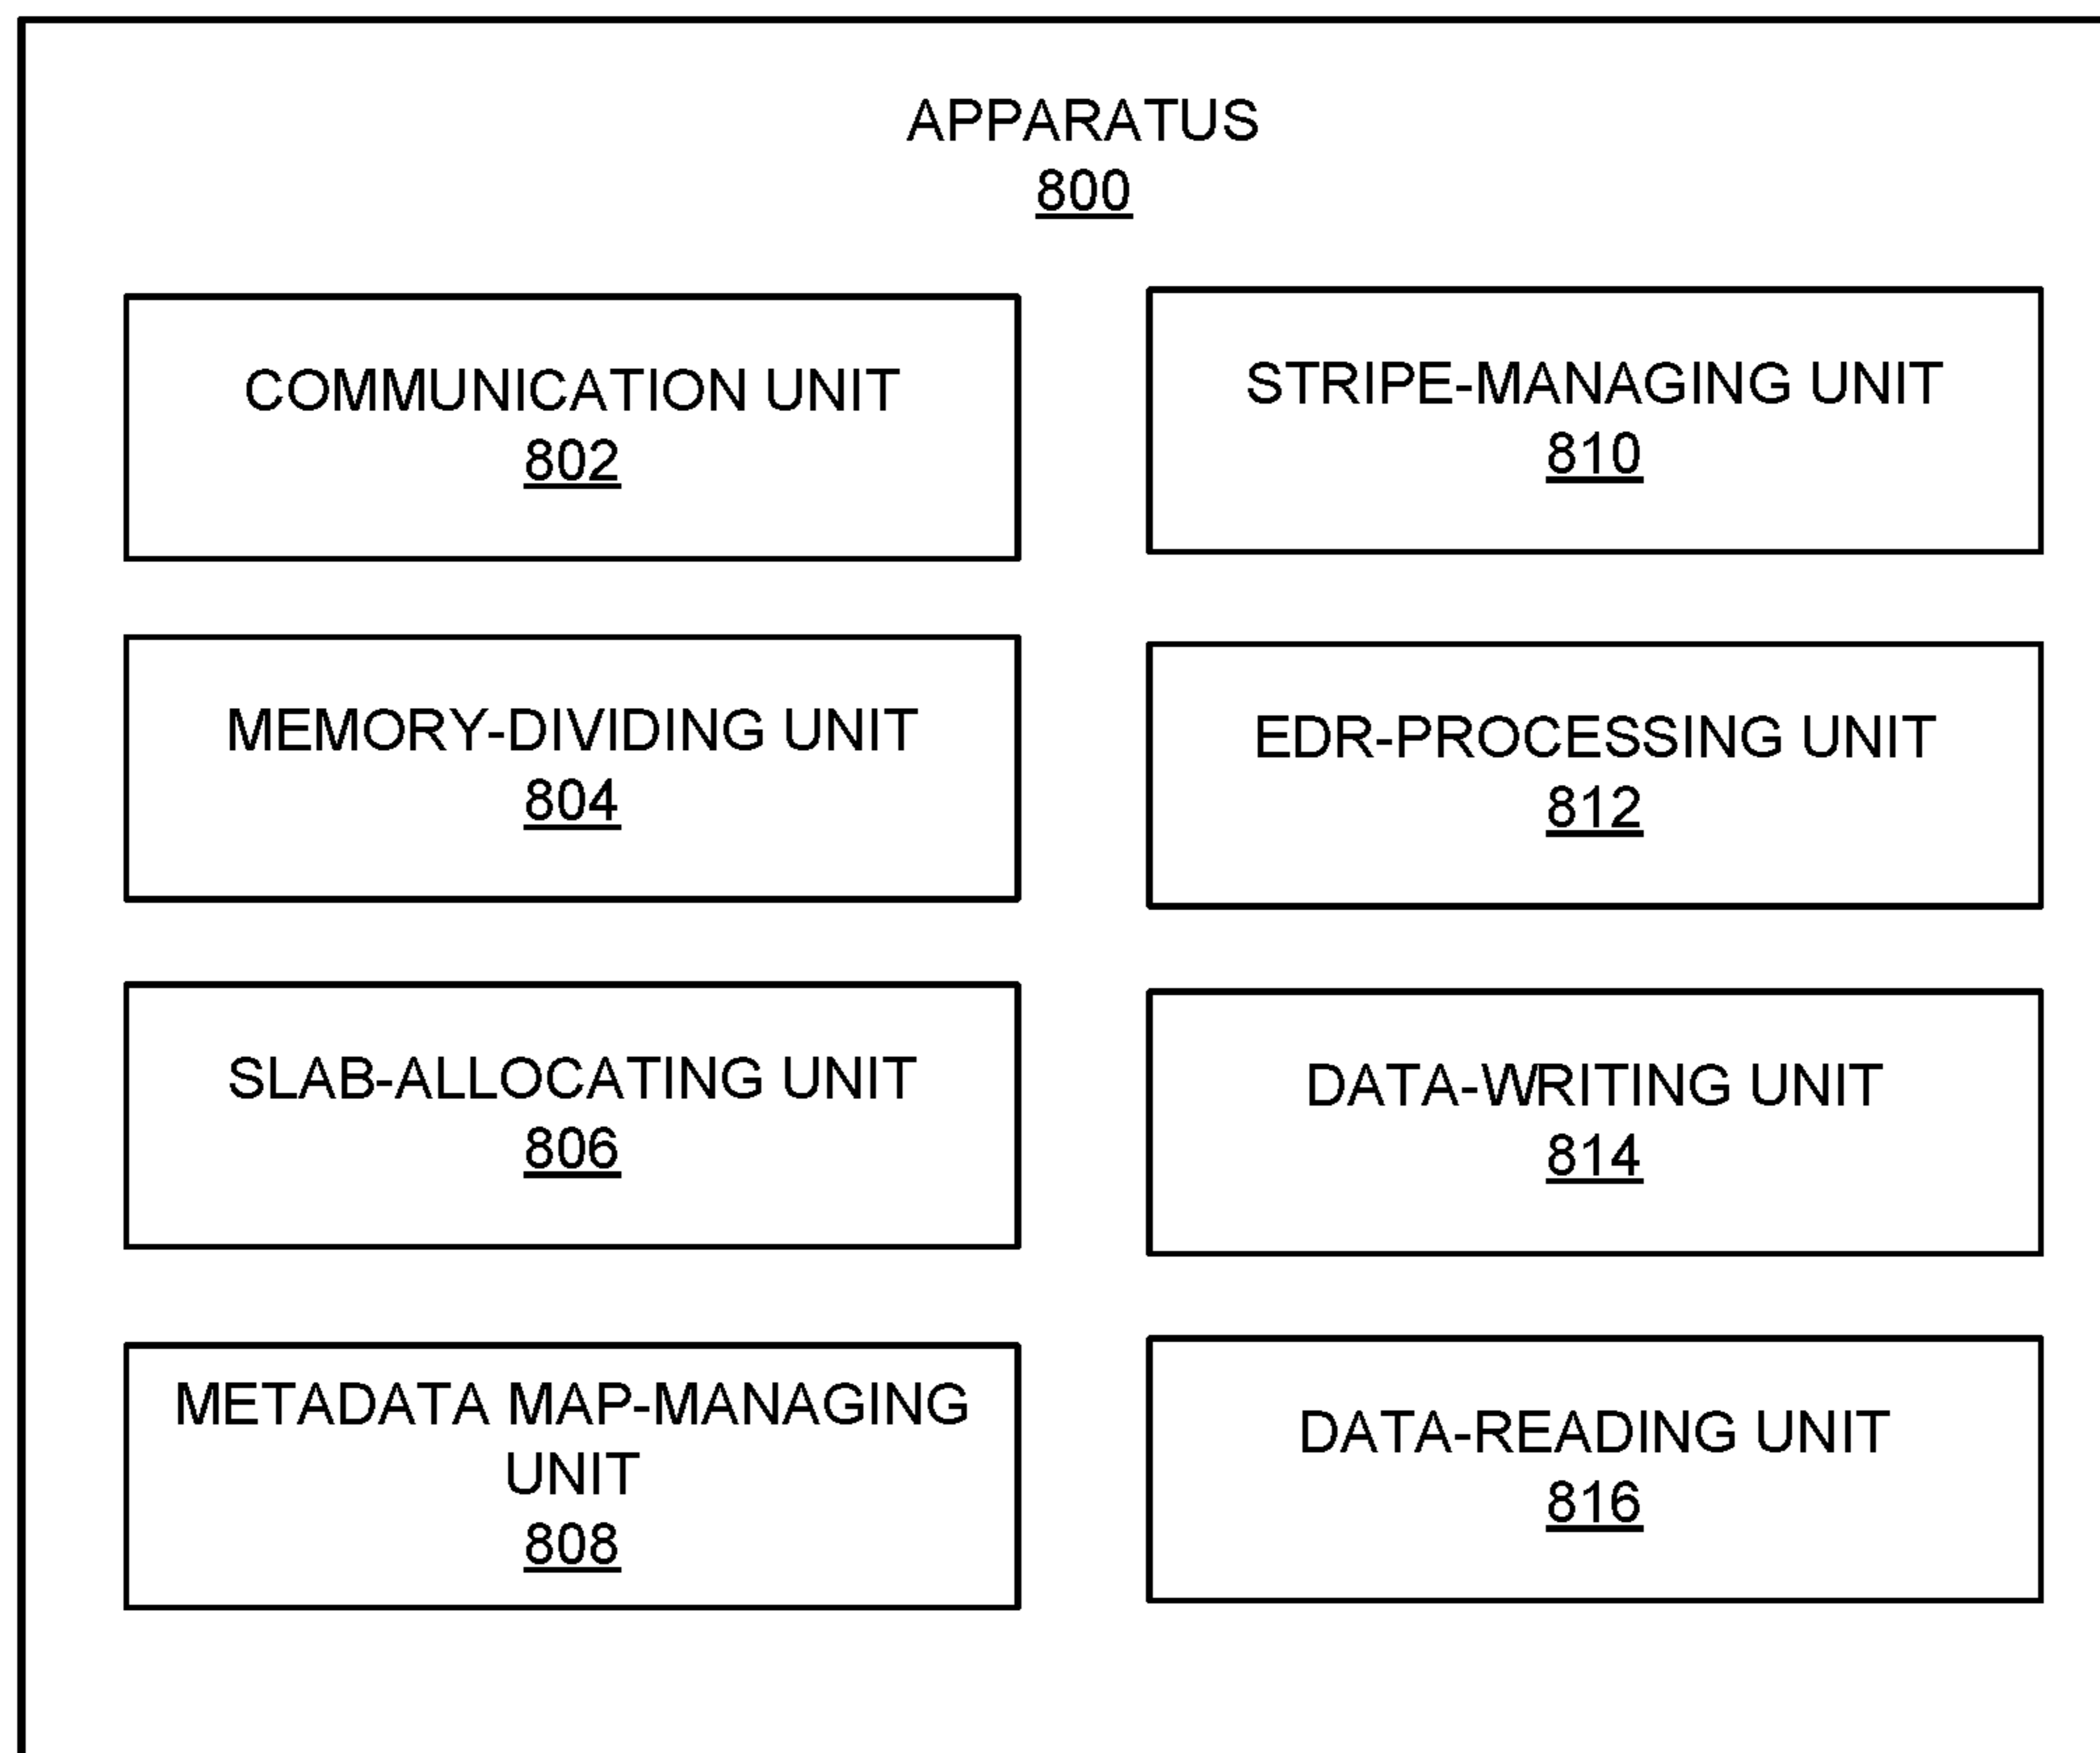 APPARATUS
800
COMMUNICATION UNIT
802
MEMORY-DIVIDING UNIT
804
SLAB-ALLOCATING UNIT
806
METADATA MAP-MANAGING
UNIT
808
STRIPE-MANAGING UNIT
810
EDR-PROCESSING UNIT
812
DATA-WRITING UNIT
814
DATA-READING UNIT
816